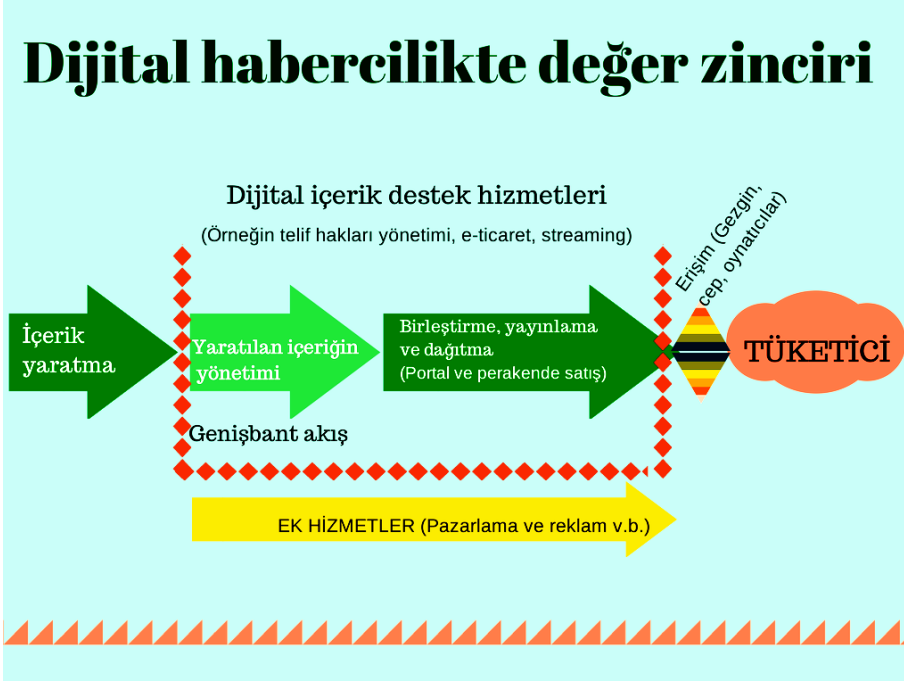 Dijital habercilikte değer zinciri
Dijital içerik destek hizmetleri
(Örneğin telif hakları yönetimi, e-ticaret, streaming)
Erişim (Gezgin,
cep, oynatıcılar)
İçerik
yaratma
Yaratılan içeriğin
yönetimi
Birleştirme, yayınlama
ve dağıtma
(Portal ve perakende satış)
TÜKETİCİ
Genişbant akış
EK HİZMETLER (Pazarlama ve reklam v.b.)